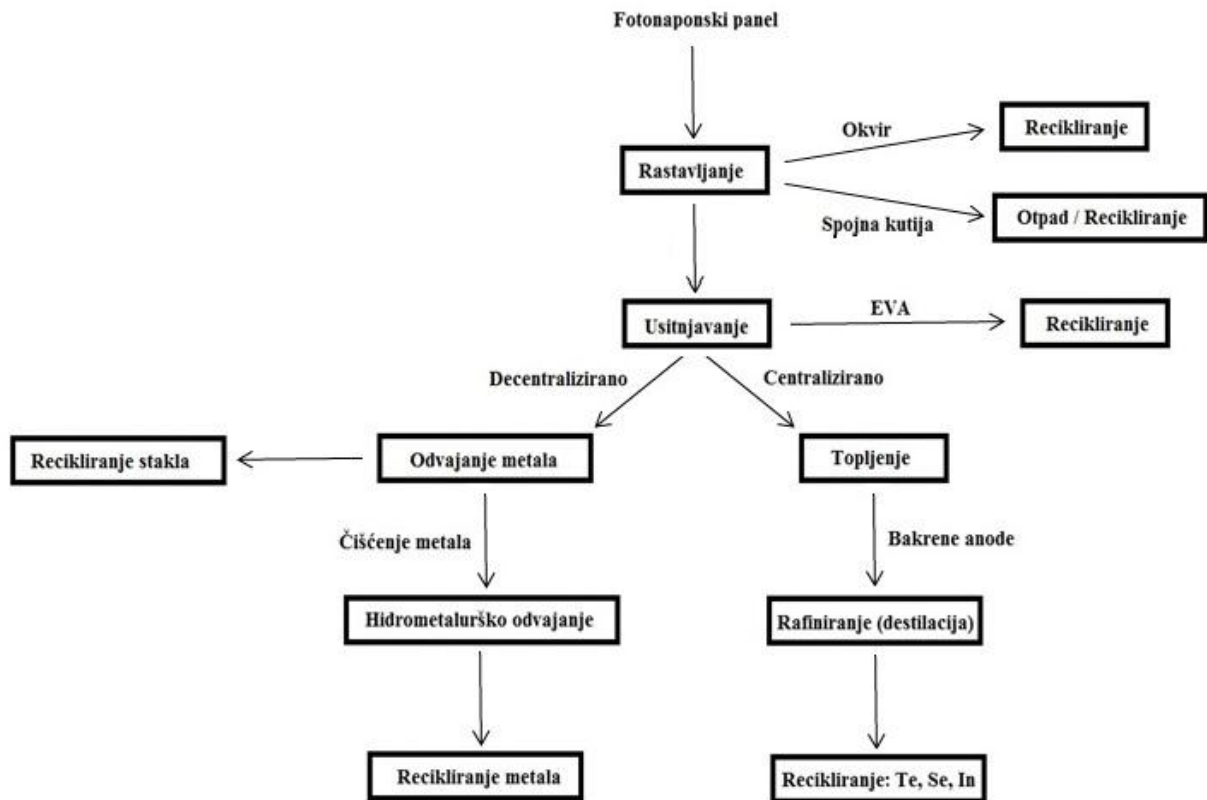 Fotonaponski panel
Okvir
Recikliranje
Rastavljanje
Spojna kutija
Otpad / Recikliranje
EVA
Usitnjavanje
Recikliranje
Decentralizirano
Centralizirano
Recikliranje stakla
Odvajanje metala
Topljenje
Čišćenje metala
Bakrene anode
Hidrometalurško odvajanje
Rafiniranje (destilacija)
Recikliranje metala
Recikliranje: Te, Se, In